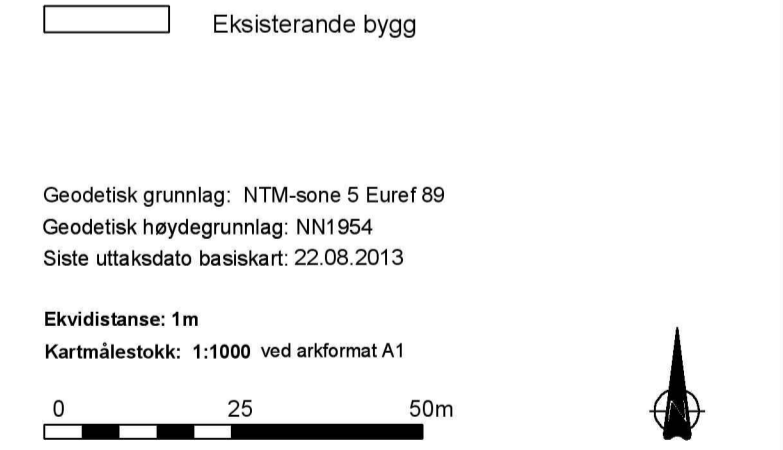 Eksisterande bygg
Geodetisk grunnlag: NTM-sone 5 Euref 89
Geodetisk høydegrunnlag: NN1954
Siste uttaksdato basiskart: 22.08.2013
Ekvidistanse: 1m
Kartmålestokk: 1:1000 ved arkformat A1
0 25 50m
N